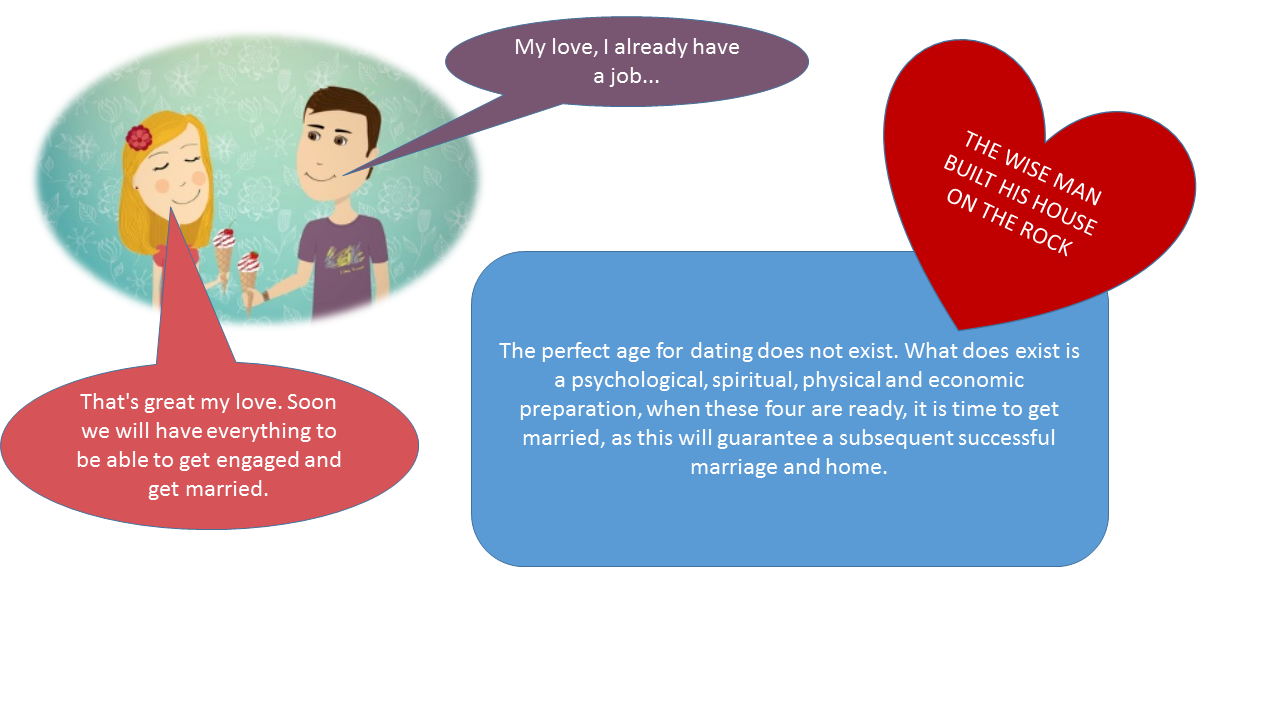 My love, I already have
a job...
THE WISE MAN
BUILT HIS HOUSE
ON THE ROCK
The perfect age for dating does not exist. What does exist is
a psychological, spiritual, physical and economic
preparation, when these four are ready, it is time to get
married, as this will guarantee a subsequent successful
marriage and home.
That's great my love. Soon
we will have everything to
be able to get engaged and
get married.